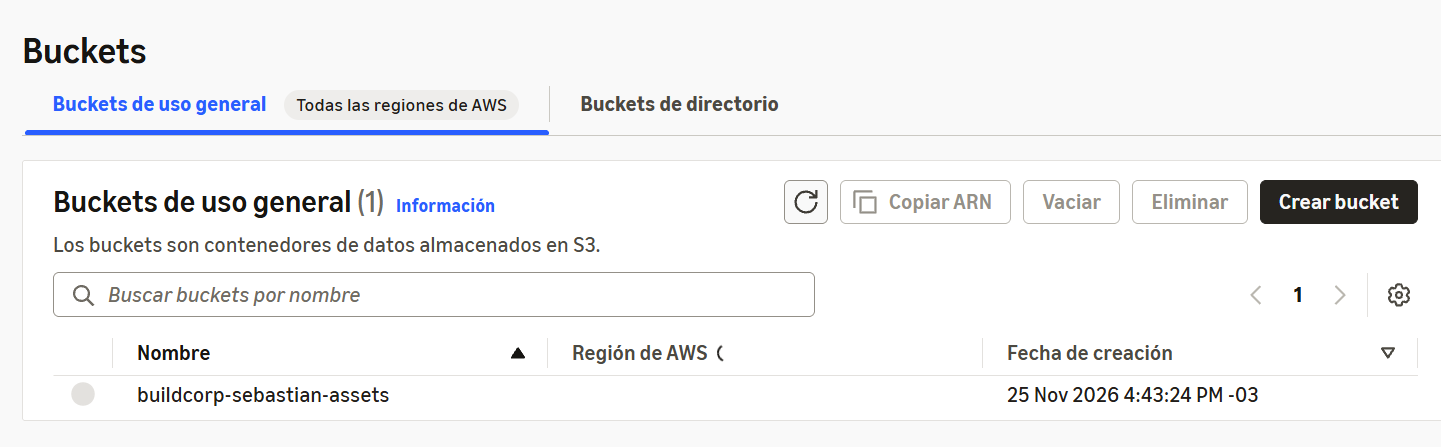 Buckets
Buckets de uso general Todas las regiones de AWS Buckets de directorio
Buckets de uso general (1) Información
Copiar ARN Vaciar Eliminar Crear bucket
Los buckets son contenedores de datos almacenados en S3.
Buscar buckets por nombre
1
Nombre Región de AWS Fecha de creación
buildcorp-sebastian-assets 25 Nov 2026 4:43:24 PM -03